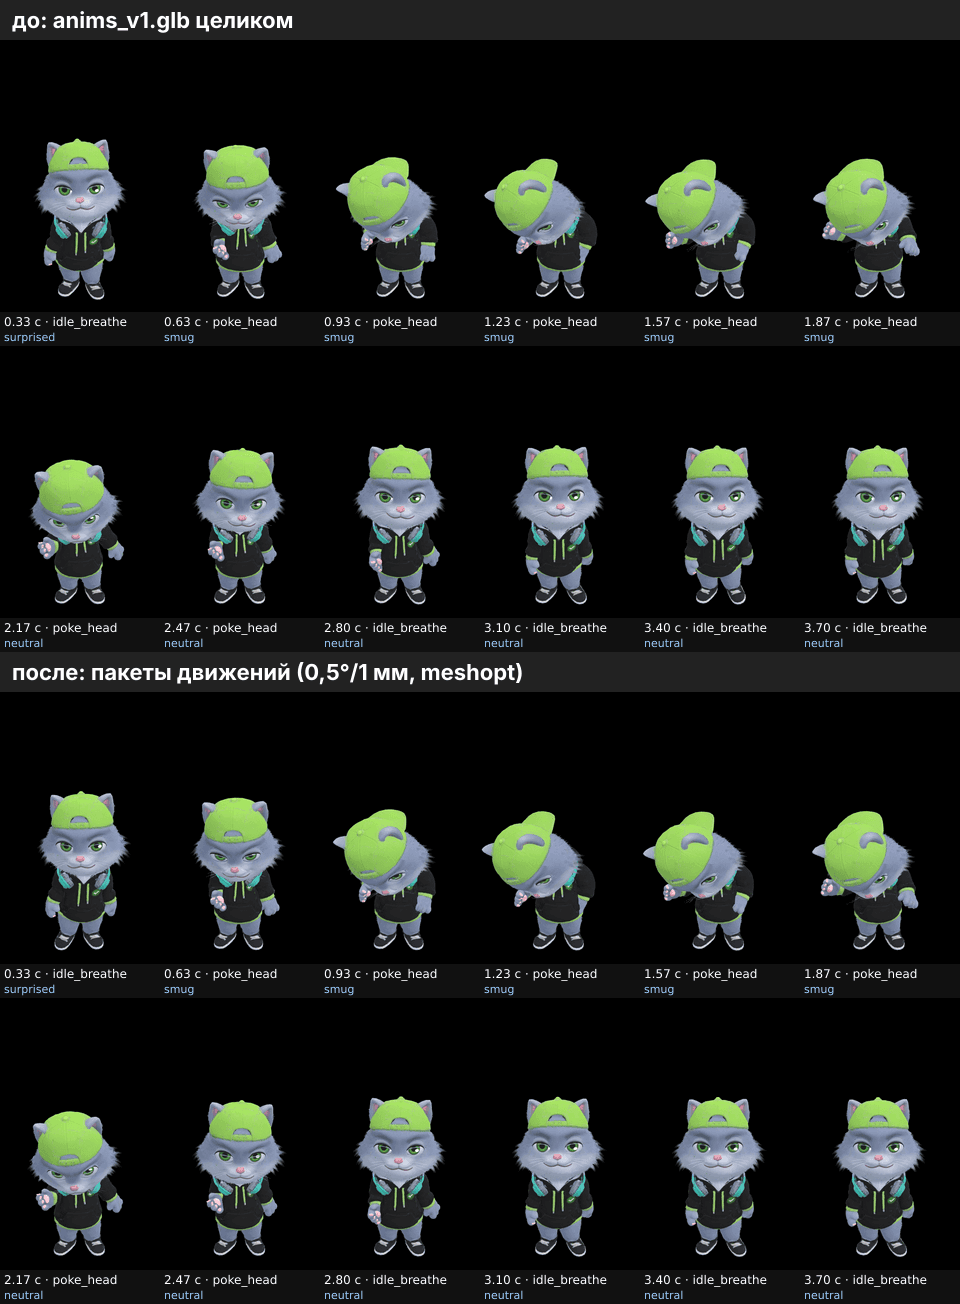 до: anims_v1.glb целиком
0.33 с · idle_breathe
surprised
0.63 с · poke_head
smug
0.93 с · poke_head
smug
1.23 с · poke_head
smug
1.57 с · poke_head
smug
1.87 с · poke_head
smug
2.17 с · poke_head
neutral
2.47 с · poke_head
neutral
2.80 с · idle_breathe
neutral
3.10 с · idle_breathe
neutral
3.40 с · idle_breathe
neutral
3.70 с · idle_breathe
neutral
после: пакеты движений (0,5°/1 мм, meshopt)
0.33 с · idle_breathe
surprised
0.63 с · poke_head
smug
0.93 с · poke_head
smug
1.23 с · poke_head
smug
1.57 с · poke_head
smug
1.87 с · poke_head
smug
2.17 с · poke_head
neutral
2.47 с · poke_head
neutral
2.80 с · idle_breathe
neutral
3.10 с · idle_breathe
neutral
3.40 с · idle_breathe
neutral
3.70 с · idle_breathe
neutral